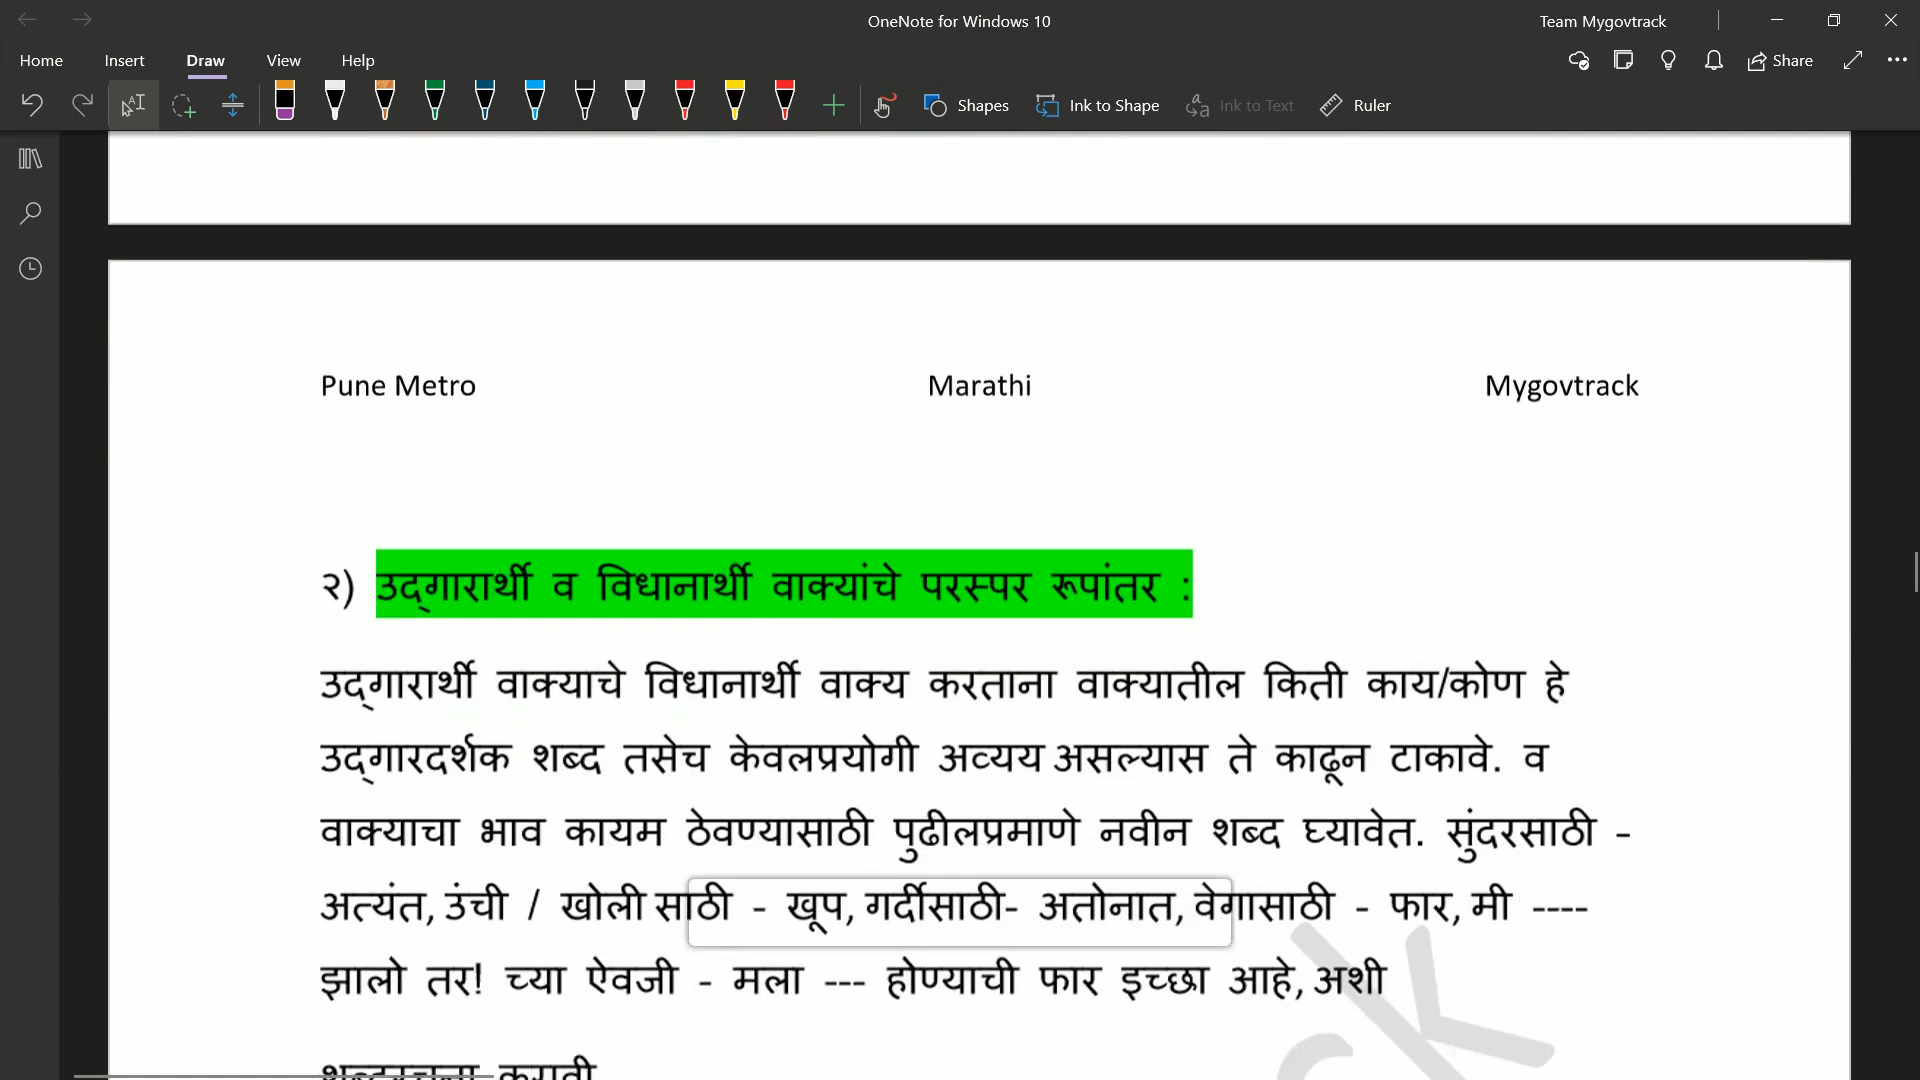 OneNote for Windows 10
Team Mygovtrack
Home Insert Draw View Help
Share
Shapes Ink to Shape Ink to Text Ruler
Pune Metro Marathi Mygovtrack
२) उद्गारार्थी व विधानार्थी वाक्यांचे परस्पर रूपांतर :
उद्गारार्थी वाक्याचे विधानार्थी वाक्य करताना वाक्यातील किती काय/कोण हे
उद्गारदर्शक शब्द तसेच केवलप्रयोगी अव्यय असल्यास ते काढून टाकावे. व
वाक्याचा भाव कायम ठेवण्यासाठी पुढीलप्रमाणे नवीन शब्द घ्यावेत. सुंदरसाठी -
अत्यंत, उंची / खोली साठी - खूप, गर्दीसाठी- अतोनात, वेगासाठी - फार, मी ----
झालो तर! च्या ऐवजी - मला --- होण्याची फार इच्छा आहे, अशी
शब्दरचना करावी